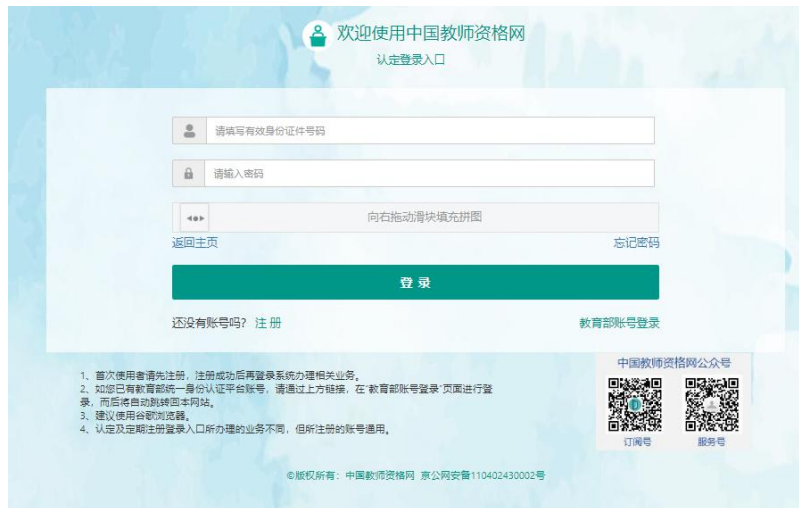 欢迎使用中国教师资格网
认定登录入口
请填写有效身份证件号码
请输入密码
向右拖动滑块填充拼图
返回主页 忘记密码
登 录
还没有账号吗？ 注 册 教育部账号登录
中国教师资格网公众号
1、首次使用者请先注册，注册成功后再登录系统办理相关业务。
2、如您已有教育部统一身份认证平台账号，请通过上方链接，在"教育部账号登录"页面进行登
录，而后将自动跳转回本网站。
3、建议使用谷歌浏览器。
4、认定及定期注册登录入口所办理的业务不同，但所注册的账号通用。
订阅号 服务号
©版权所有：中国教师资格网 京公网安备110402430002号